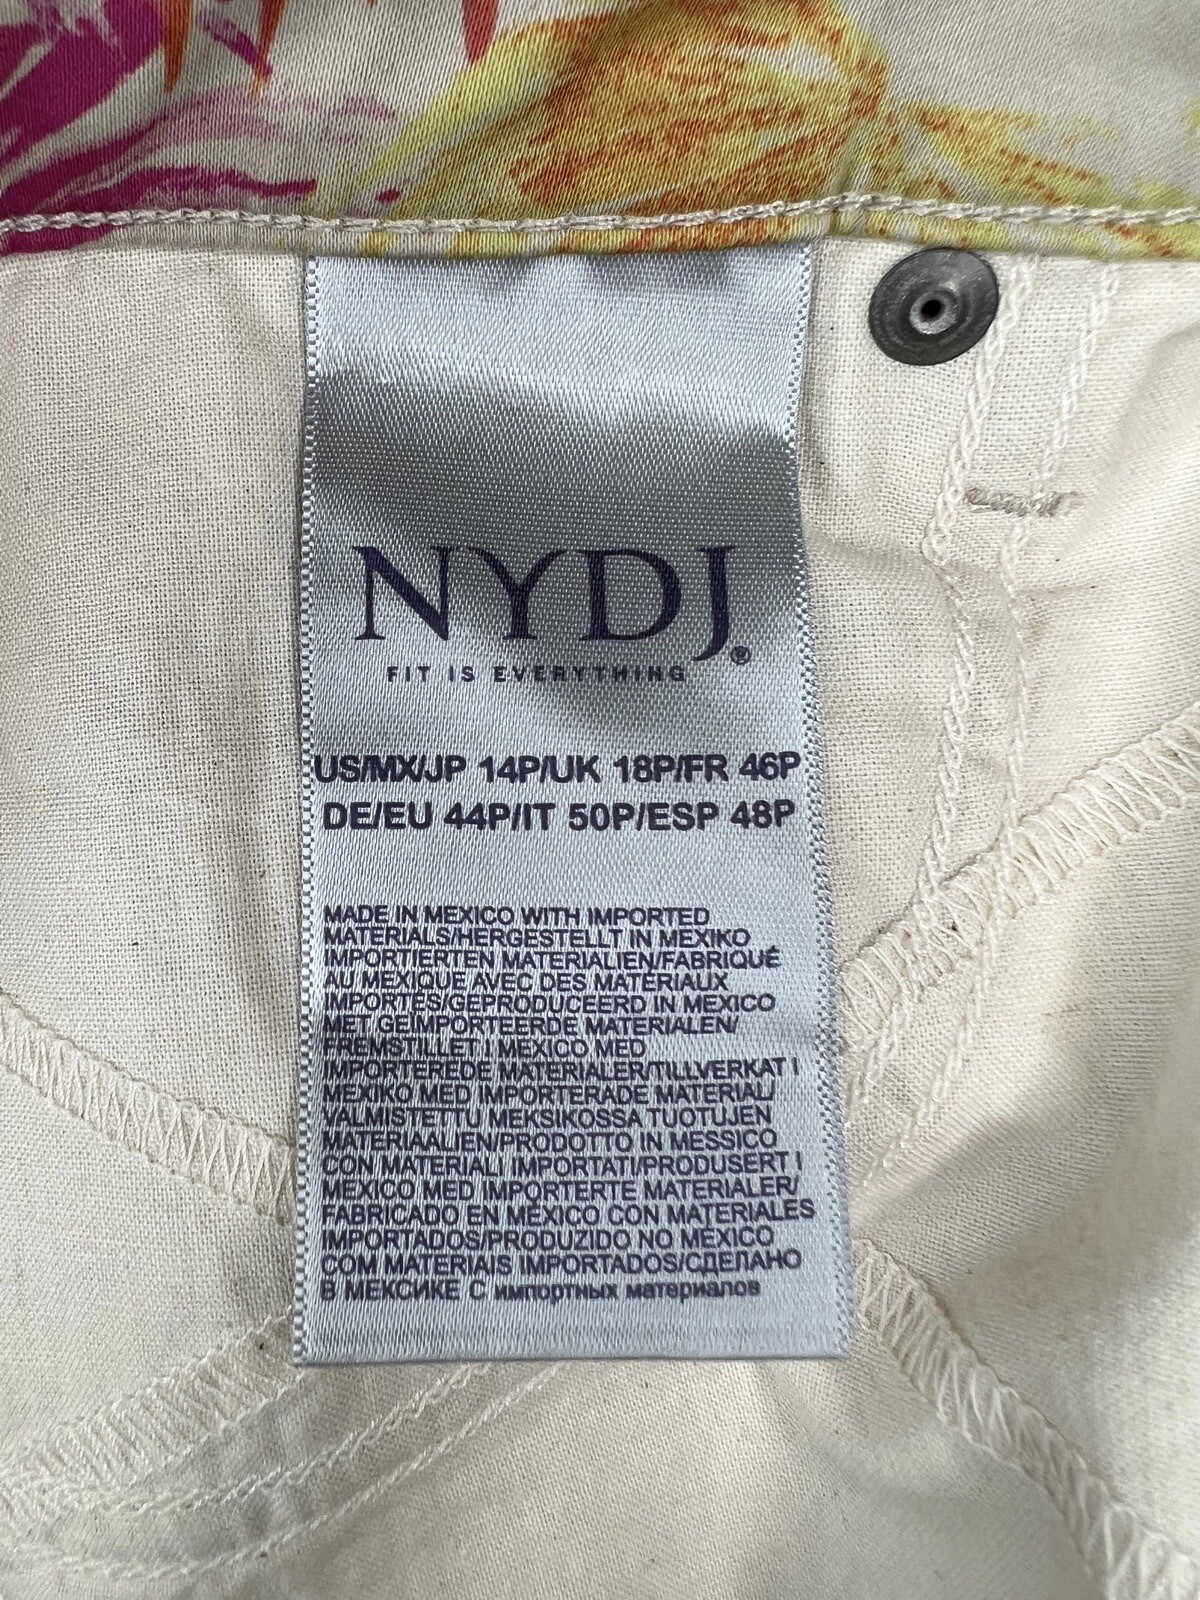 NYDJ®
FIT IS EVERYTHING
US/MX/JP 14P/UK 18P/FR 46P
DE/EU 44P/IT 50P/ESP 48P
MADE IN MEXICO WITH IMPORTED
MATERIALS/HERGESTELLT IN MEXIKO
IMPORTIERTEN MATERIALIEN/FABRIQUÉ
AU MEXIQUE AVEC DES MATÉRIAUX
IMPORTÉS/GEPRODUCEERD IN MEXICO
MET GEÏMPORTEERDE MATERIALEN/
FREMSTILLET I MEXICO MED
IMPORTEREDE MATERIALER/TILLVERKAT I
MEXIKO MED IMPORTERADE MATERIAL/
VALMISTETTU MEKSIKOSSA TUOTUJEN
MATERIAALIEN/PRODOTTO IN MESSICO
CON MATERIALI IMPORTATI/PRODUSERT I
MEXICO MED IMPORTERTE MATERIALER/
FABRICADO EN MÉXICO CON MATERIALES
IMPORTADOS/PRODUZIDO NO MÉXICO
COM MATERIAIS IMPORTADOS/СДЕЛАНО
В МЕКСИКЕ С импортных материалов